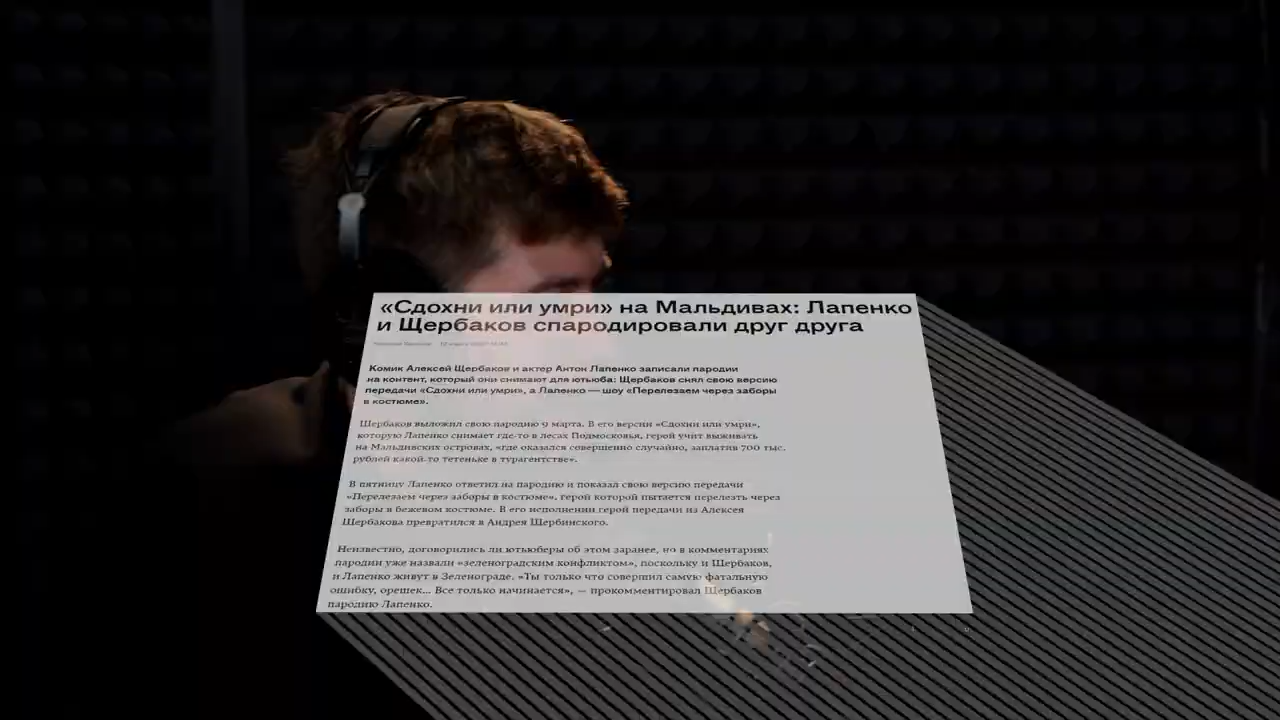 «Сдохни или умри» на Мальдивах: Лапенко
и Щербаков спародировали друг друга
Комик Алексей Щербаков и актер Антон Лапенко записали пародии
на контент, который они снимают для ютьюба: Щербаков снял свою версию
передачи «Сдохни или умри», а Лапенко — шоу «Перелезаем через заборы
в костюме».
Щербаков выложил свою пародию 9 марта. В его версии «Сдохни или умри»,
которую Лапенко снимает где-то в лесах Подмосковья, герой учит выживать
на Мальдивских островах, «где оказался совершенно случайно, заплатив 700 тыс.
рублей какой-то тетеньке в турагентстве».
В пятницу Лапенко ответил на пародию и показал свою версию передачи
«Перелезаем через заборы в костюме», герой которой пытается перелезть через
заборы в бежевом костюме. В его исполнении герой передачи из Алексея
Щербакова превратился в Андрея Щербинского.
Неизвестно, договорились ли ютьюберы об этом заранее, но в комментариях
пародии уже назвали «зеленоградским конфликтом», поскольку и Щербаков,
и Лапенко живут в Зеленограде. «Ты только что совершил самую фатальную
ошибку, орешек... Все только начинается», — прокомментировал Щербаков
пародию Лапенко.